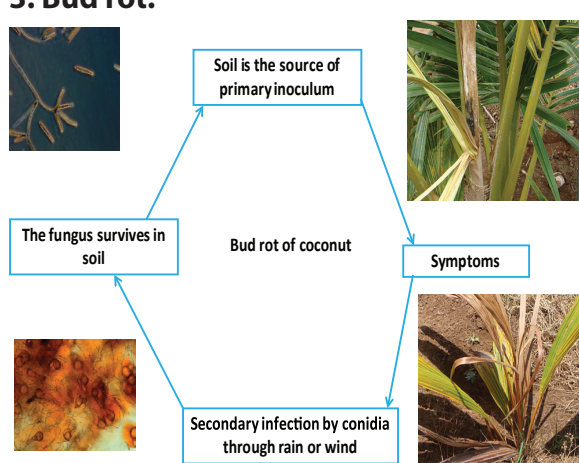 3. Bud rot:
Soil is the source of
primary inoculum
The fungus survives in
soil
Bud rot of coconut
Symptoms
Secondary infection by conidia
through rain or wind